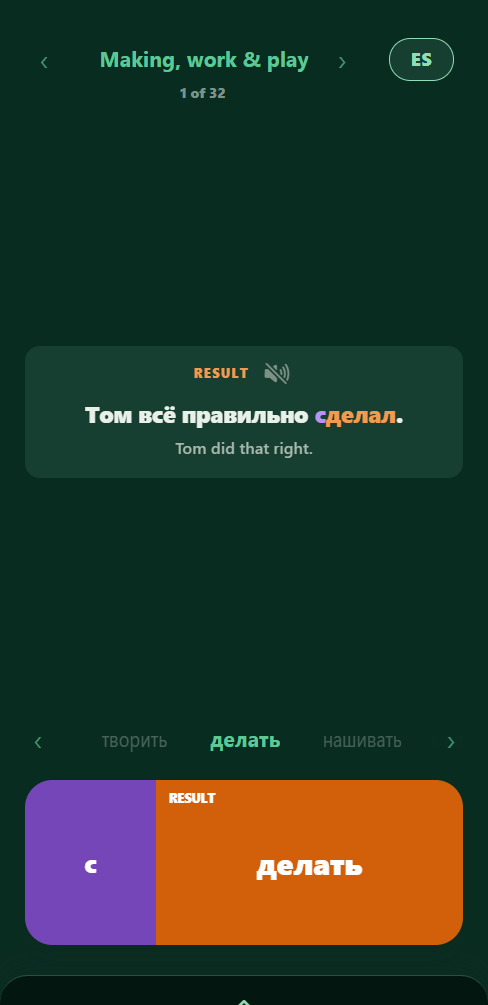 ‹ Making, work & play › ES
1 of 32
RESULT
Том всё правильно сделал.
Tom did that right.
‹ творить делать нашивать ›
RESULT
с делать